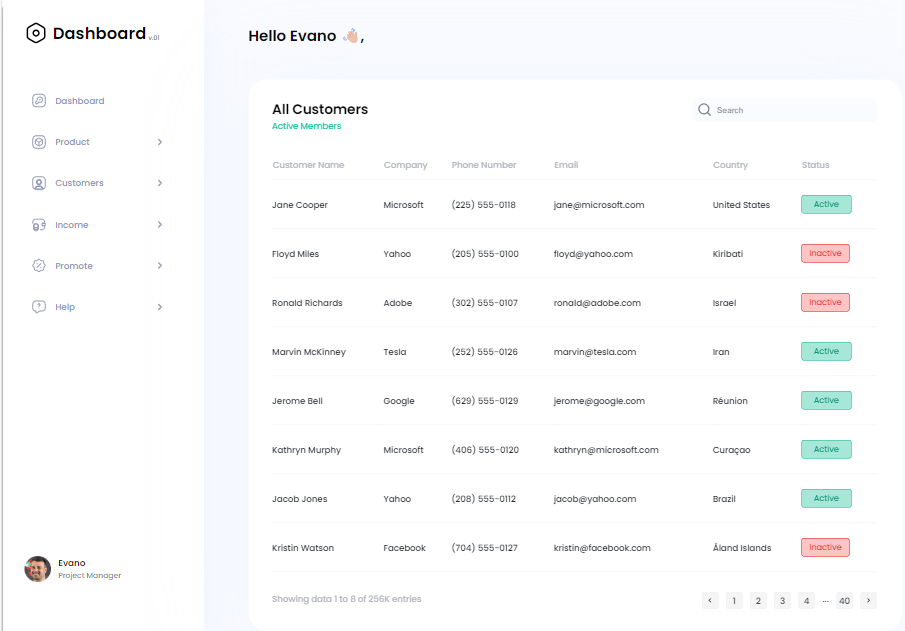 Dashboard v.01
Dashboard
Product
Customers
Income
Promote
Help
Evano
Project Manager
Hello Evano 👋🏼,
All Customers
Active Members
Search
Customer Name Company Phone Number Email Country Status
Jane Cooper Microsoft (225) 555-0118 jane@microsoft.com United States Active
Floyd Miles Yahoo (205) 555-0100 floyd@yahoo.com Kiribati Inactive
Ronald Richards Adobe (302) 555-0107 ronald@adobe.com Israel Inactive
Marvin McKinney Tesla (252) 555-0126 marvin@tesla.com Iran Active
Jerome Bell Google (629) 555-0129 jerome@google.com Réunion Active
Kathryn Murphy Microsoft (406) 555-0120 kathryn@microsoft.com Curaçao Active
Jacob Jones Yahoo (208) 555-0112 jacob@yahoo.com Brazil Active
Kristin Watson Facebook (704) 555-0127 kristin@facebook.com Åland Islands Inactive
Showing data 1 to 8 of 256K entries
< 1 2 3 4 ... 40 >